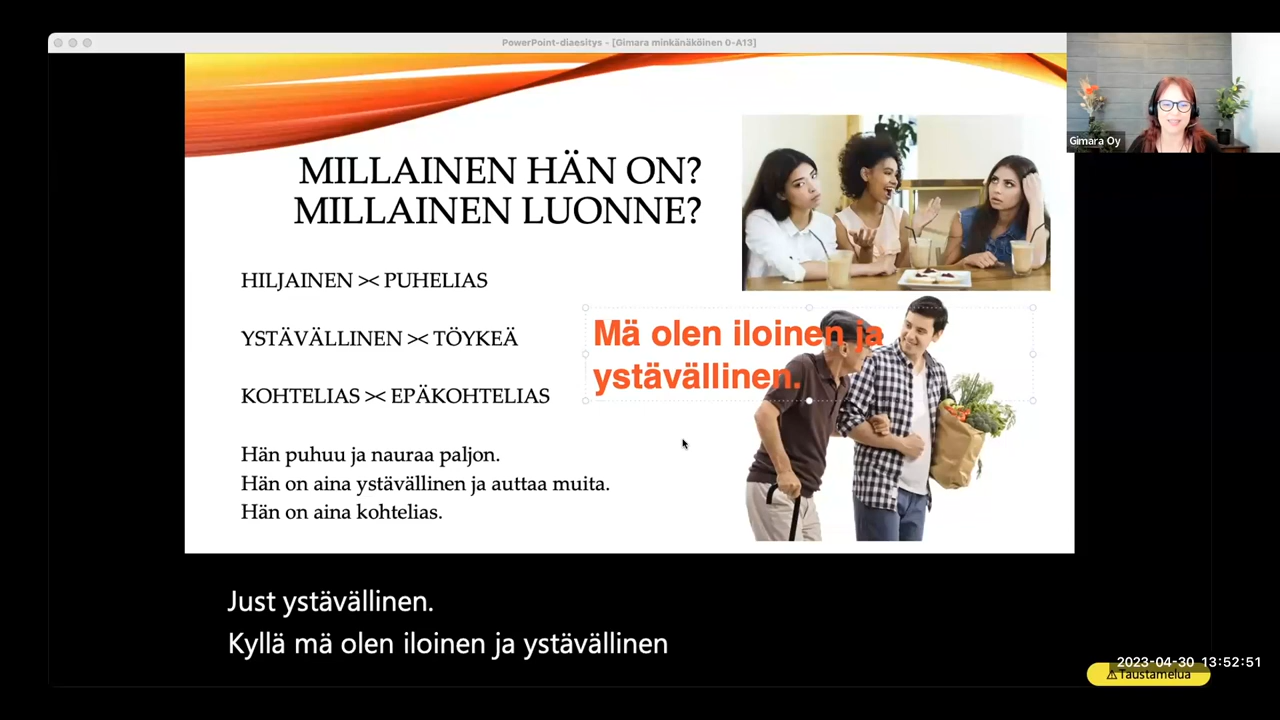 PowerPoint-diaesitys - [Gimara minkänäköinen 0-A13]
Gimara Oy
MILLAINEN HÄN ON?
MILLAINEN LUONNE?
HILJAINEN >< PUHELIAS
YSTÄVÄLLINEN >< TÖYKEÄ
KOHTELIAS >< EPÄKOHTELIAS
Mä olen iloinen ja
ystävällinen.
Hän puhuu ja nauraa paljon.
Hän on aina ystävällinen ja auttaa muita.
Hän on aina kohtelias.
Just ystävällinen.
Kyllä mä olen iloinen ja ystävällinen
2023-04-30 13:52:51
⚠Taustamelua